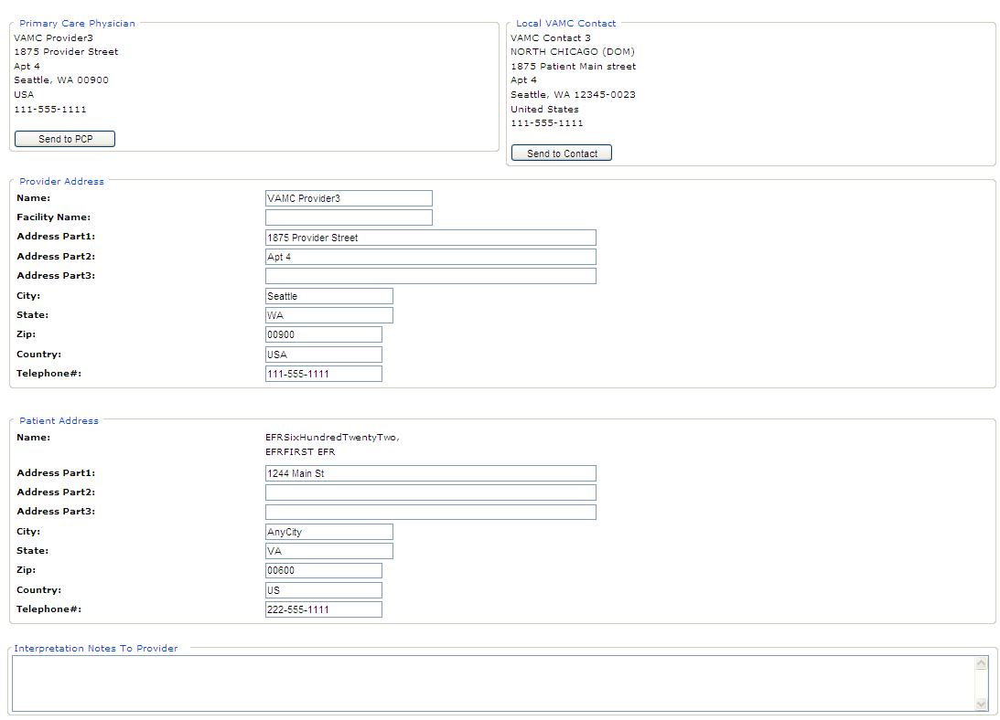 Primary Care Physician
VAMC Provider3
1875 Provider Street
Apt 4
Seattle, WA 00900
USA
111-555-1111
Send to PCP
Local VAMC Contact
VAMC Contact 3
NORTH CHICAGO (DOM)
1875 Patient Main street
Apt 4
Seattle, WA 12345-0023
United States
111-555-1111
Send to Contact
Provider Address
Name: VAMC Provider3
Facility Name:
Address Part1: 1875 Provider Street
Address Part2: Apt 4
Address Part3:
City: Seattle
State: WA
Zip: 00900
Country: USA
Telephone#: 111-555-1111
Patient Address
Name: EFRSixHundredTwentyTwo,
EFRFIRST EFR
Address Part1: 1244 Main St
Address Part2:
Address Part3:
City: AnyCity
State: VA
Zip: 00600
Country: US
Telephone#: 222-555-1111
Interpretation Notes To Provider